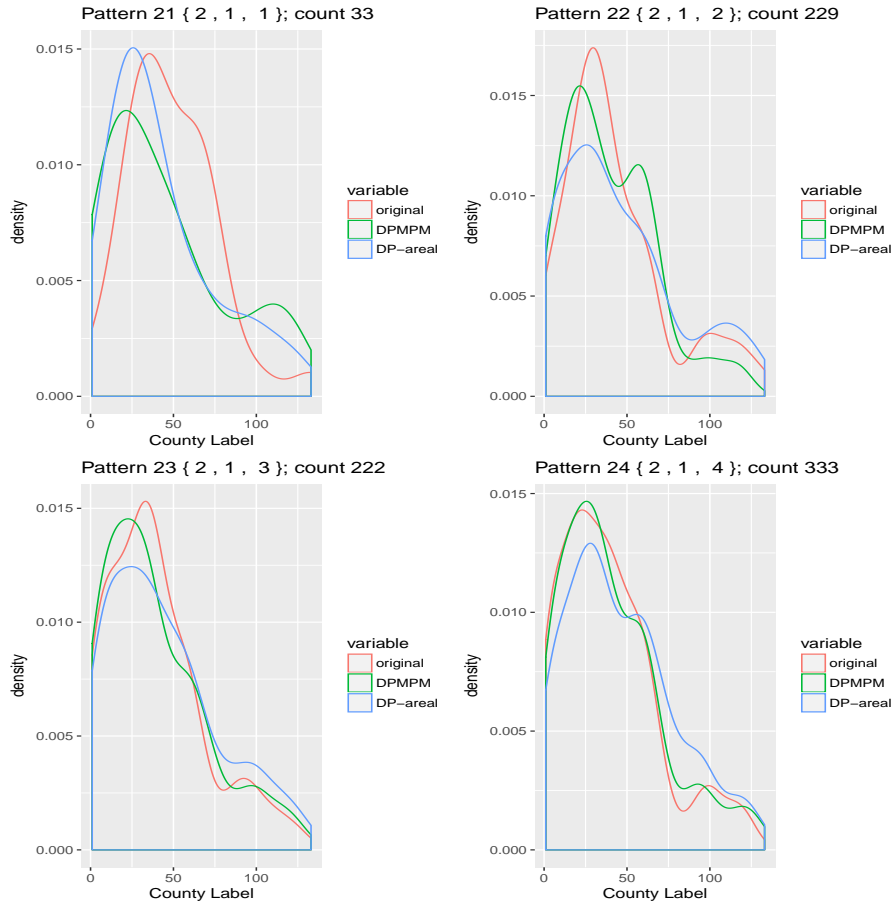 Pattern 21 { 2 , 1 , 1 }; count 33
0.015
0.010
0.005
0.000
density
0 50 100
County Label
variable
original
DPMPM
DP−areal
Pattern 22 { 2 , 1 , 2 }; count 229
0.015
0.010
0.005
0.000
density
0 50 100
County Label
variable
original
DPMPM
DP−areal
Pattern 23 { 2 , 1 , 3 }; count 222
0.015
0.010
0.005
0.000
density
0 50 100
County Label
variable
original
DPMPM
DP−areal
Pattern 24 { 2 , 1 , 4 }; count 333
0.015
0.010
0.005
0.000
density
0 50 100
County Label
variable
original
DPMPM
DP−areal